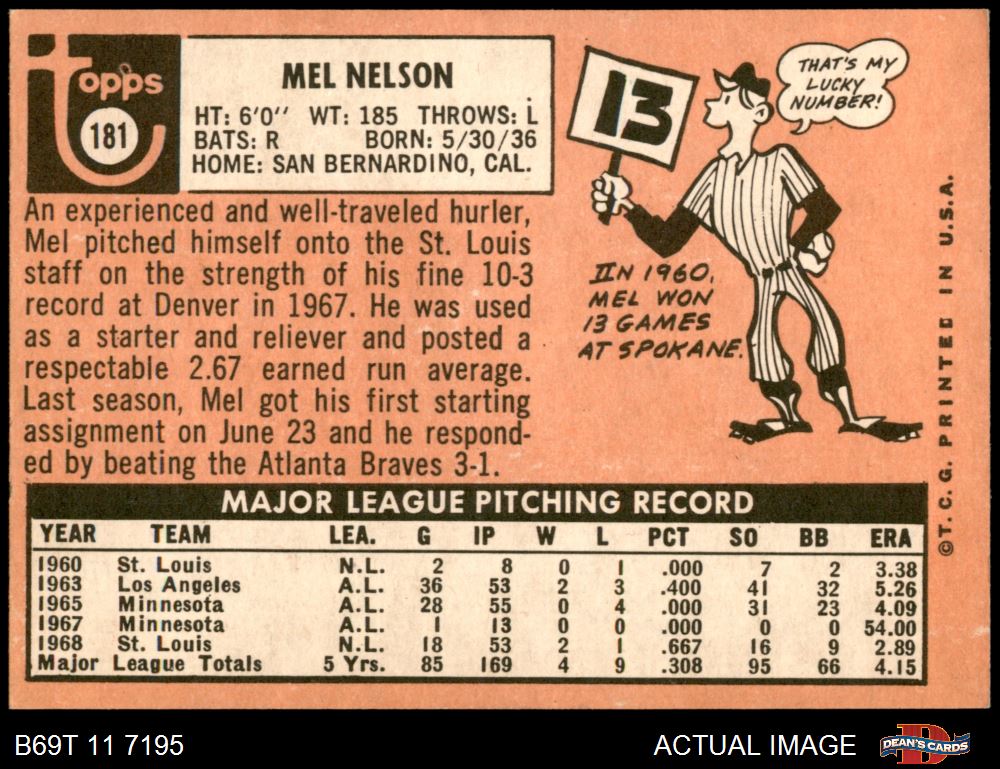 Topps
181
MEL NELSON
HT: 6'0'' WT: 185 THROWS: L
BATS: R BORN: 5/30/36
HOME: SAN BERNARDINO, CAL.
An experienced and well-traveled hurler,
Mel pitched himself onto the St. Louis
staff on the strength of his fine 10-3
record at Denver in 1967. He was used
as a starter and reliever and posted a
respectable 2.67 earned run average.
Last season, Mel got his first starting
assignment on June 23 and he respond-
ed by beating the Atlanta Braves 3-1.
13
THAT'S MY
LUCKY
NUMBER!
IN 1960,
MEL WON
13 GAMES
AT SPOKANE.
©T. C. G. PRINTED IN U.S.A.
MAJOR LEAGUE PITCHING RECORD
YEAR TEAM LEA. G IP W L PCT SO BB ERA
1960 St. Louis N.L. 2 8 0 1 .000 7 2 3.38
1963 Los Angeles A.L. 36 53 2 3 .400 41 32 5.26
1965 Minnesota A.L. 28 55 0 4 .000 31 23 4.09
1967 Minnesota A.L. 1 13 0 0 .000 0 0 54.00
1968 St. Louis N.L. 18 53 2 1 .667 16 9 2.89
Major League Totals 5 Yrs. 85 169 4 9 .308 95 66 4.15
B69T 11 7195
ACTUAL IMAGE
DEAN'S CARDS